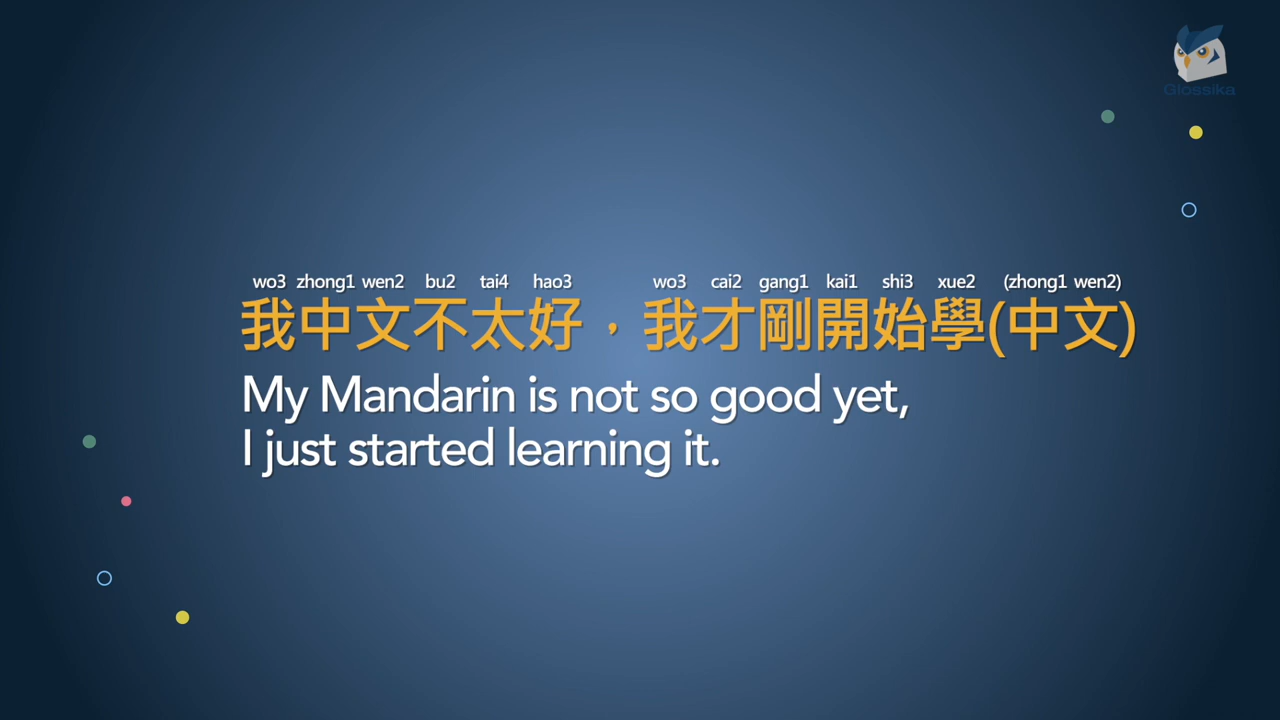 Glossika
wo3 zhong1 wen2 bu2 tai4 hao3 wo3 cai2 gang1 kai1 shi3 xue2 (zhong1 wen2)
我中文不太好，我才剛開始學(中文)
My Mandarin is not so good yet,
I just started learning it.